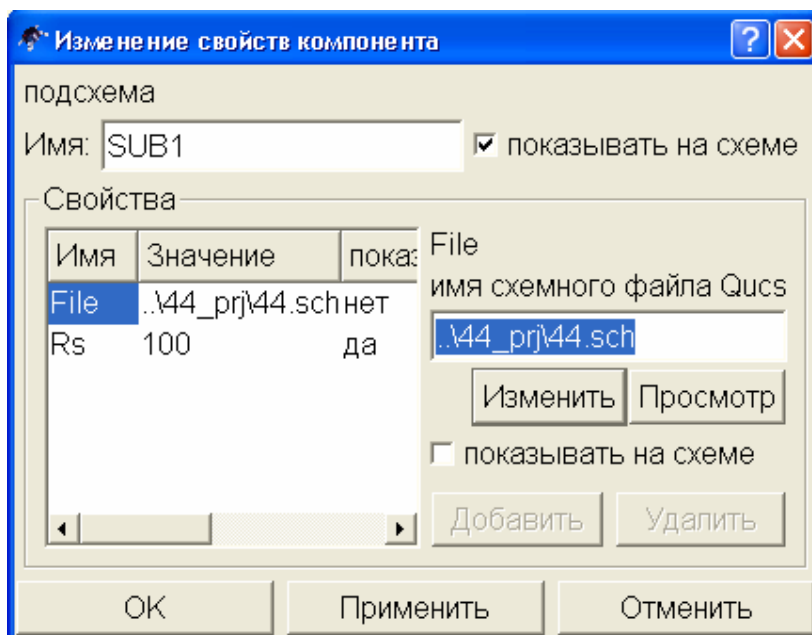 Изменение свойств компонента
подсхема
Имя: SUB1 показывать на схеме
Свойства
Имя Значение показ
File ..\44_prj\44.sch нет
Rs 100 да
File
имя схемного файла Qucs
..\44_prj\44.sch
Изменить Просмотр
показывать на схеме
Добавить Удалить
OK Применить Отменить